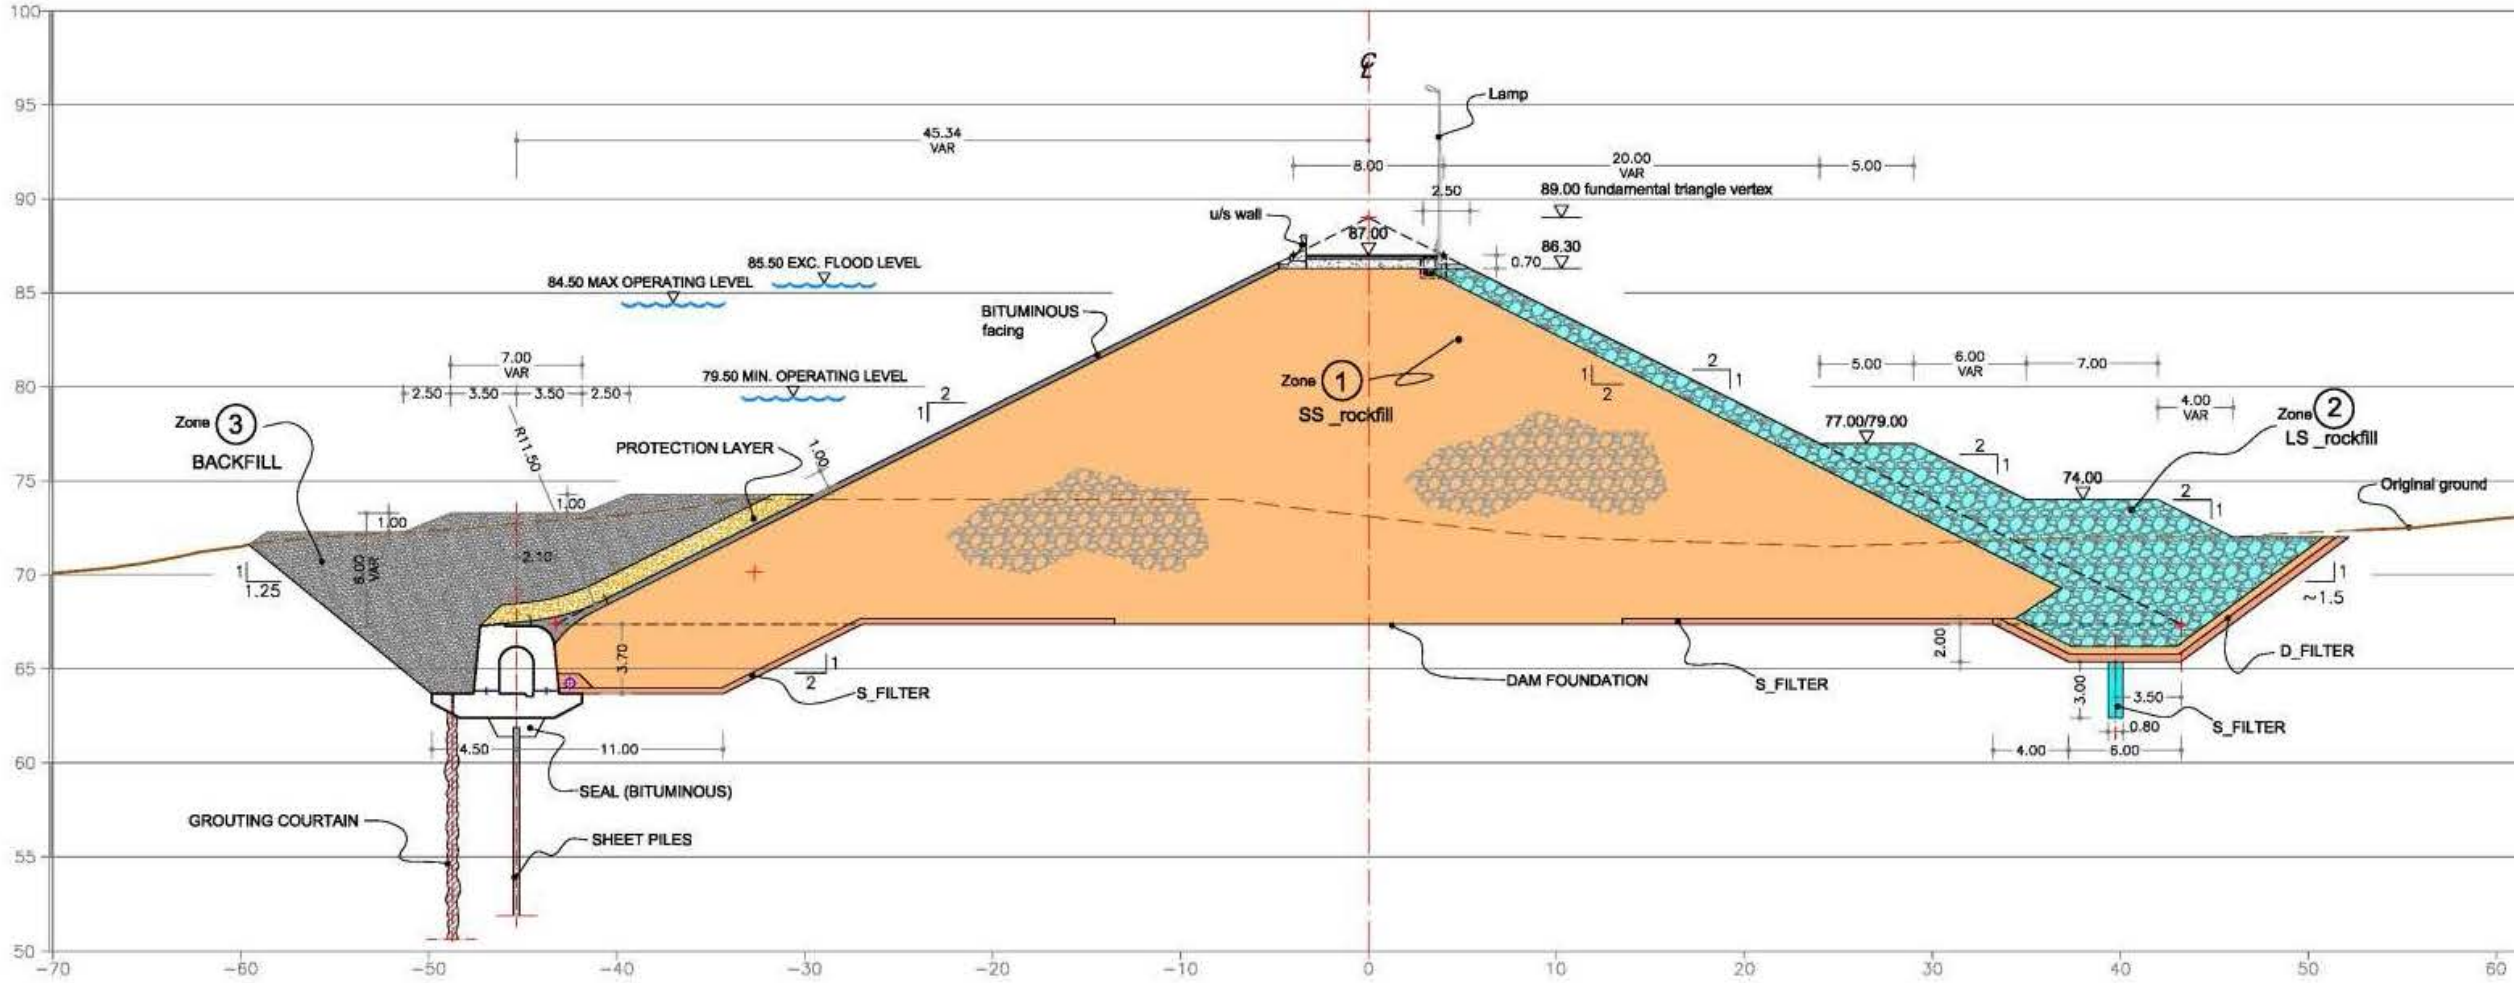 100
95
90
85
80
75
70
65
60
55
50
-70
-60
-50
-40
-30
-20
-10
0
10
20
30
40
50
60
℄
Lamp
45.34
VAR
8.00
20.00
VAR
5.00
2.50
89.00 fundamental triangle vertex
u/s wall
87.00
86.30
0.70
85.50 EXC. FLOOD LEVEL
84.50 MAX OPERATING LEVEL
BITUMINOUS
facing
7.00
VAR
2.50
3.50
3.50
2.50
79.50 MIN. OPERATING LEVEL
2
1
Zone 1
SS _rockfill
1
2
2
1
5.00
6.00
VAR
7.00
4.00
VAR
Zone 2
LS _rockfill
77.00/79.00
2
1
74.00
2
1
Original ground
Zone 3
BACKFILL
R11.50
PROTECTION LAYER
1.00
1.00
1.00
6.00
VAR
2.10
1
1.25
3.70
1
2
S_FILTER
DAM FOUNDATION
S_FILTER
2.00
1
~1.5
D_FILTER
3.00
3.50
0.80
S_FILTER
4.00
6.00
4.50
11.00
SEAL (BITUMINOUS)
GROUTING COURTAIN
SHEET PILES